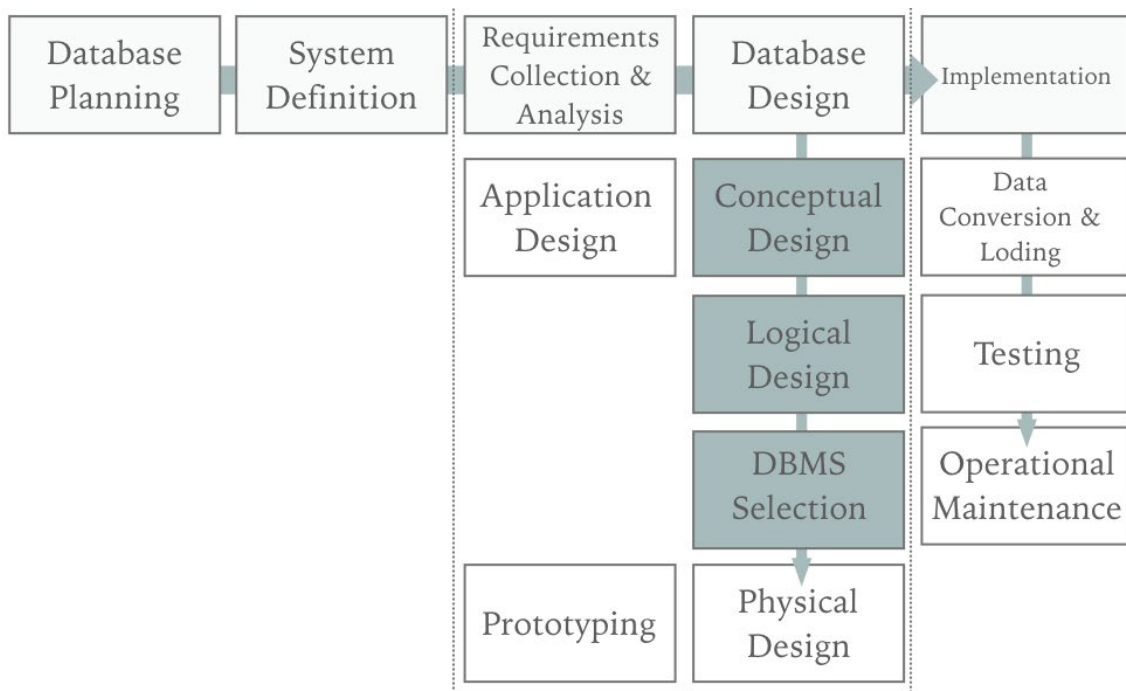 Database
Planning
System
Definition
Requirements
Collection &
Analysis
Database
Design
Implementation
Application
Design
Conceptual
Design
Data
Conversion &
Loding
Logical
Design
Testing
DBMS
Selection
Operational
Maintenance
Prototyping
Physical
Design